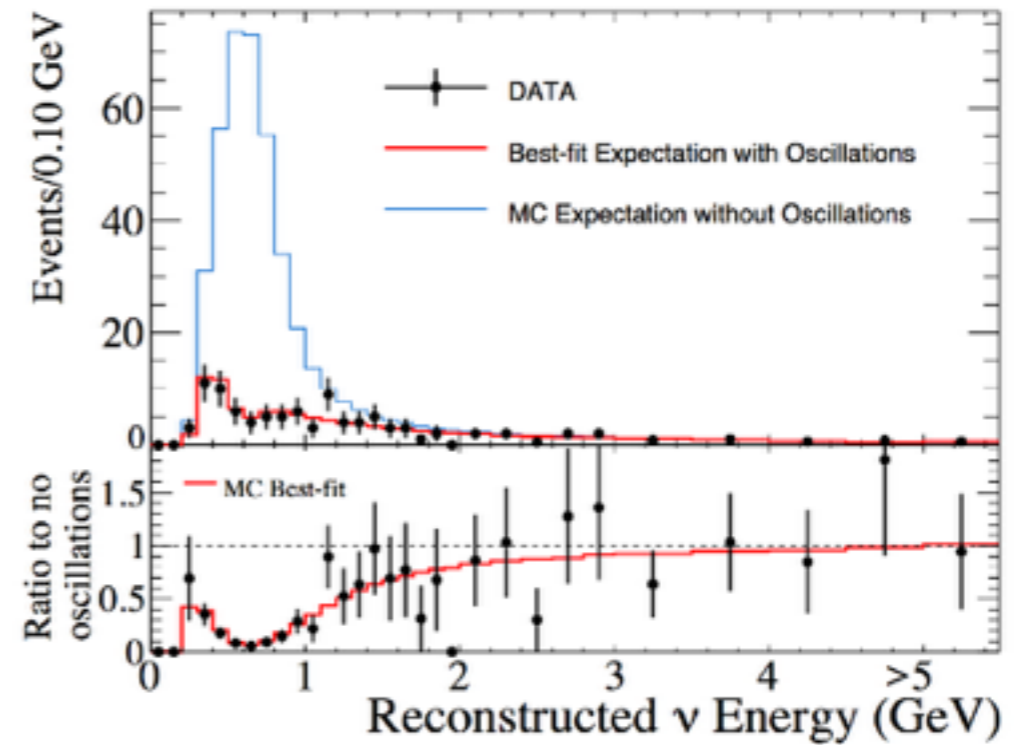 Events/0.10 GeV
60
40
20
0
DATA
Best-fit Expectation with Oscillations
MC Expectation without Oscillations
Ratio to no
oscillations
1.5
1
0.5
0
MC Best-fit
0 1 2 3 4 >5
Reconstructed ν Energy (GeV)